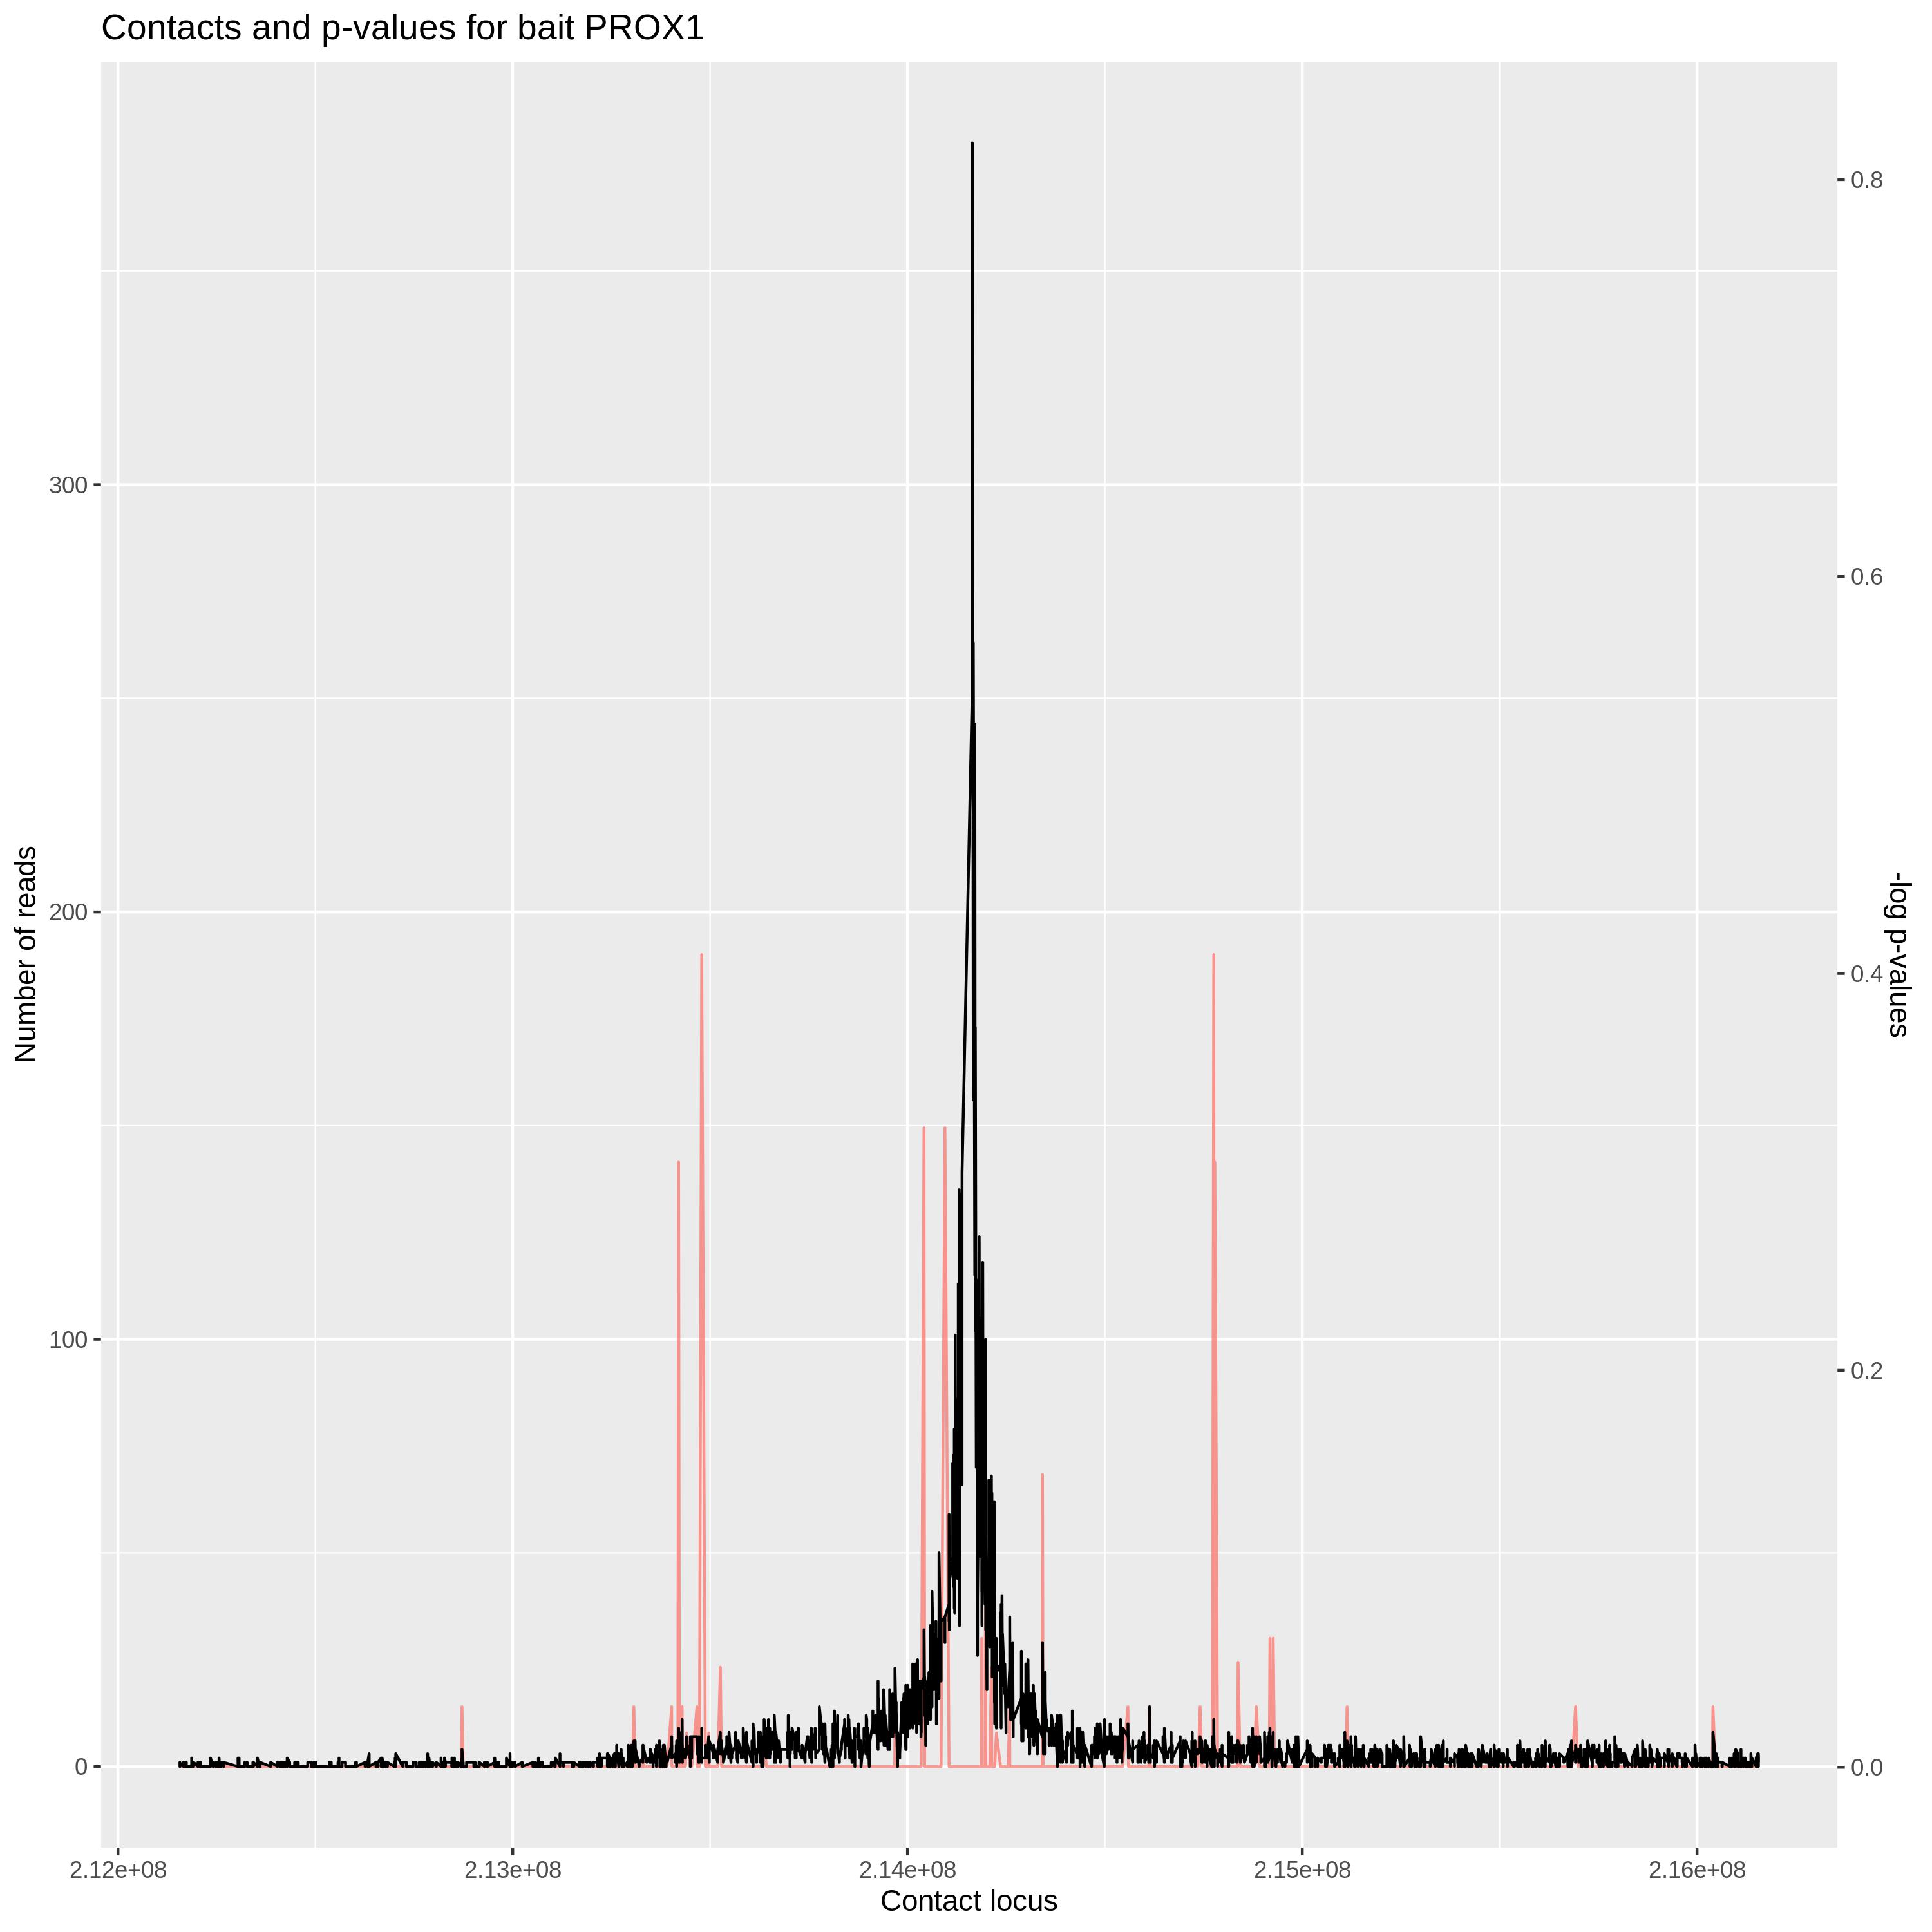 Contacts and p-values for bait PROX1
0.8
300
0.6
Number of reads
-log p-values
200
0.4
100
0.2
0
0.0
2.12e+08 2.13e+08 2.14e+08 2.15e+08 2.16e+08
Contact locus